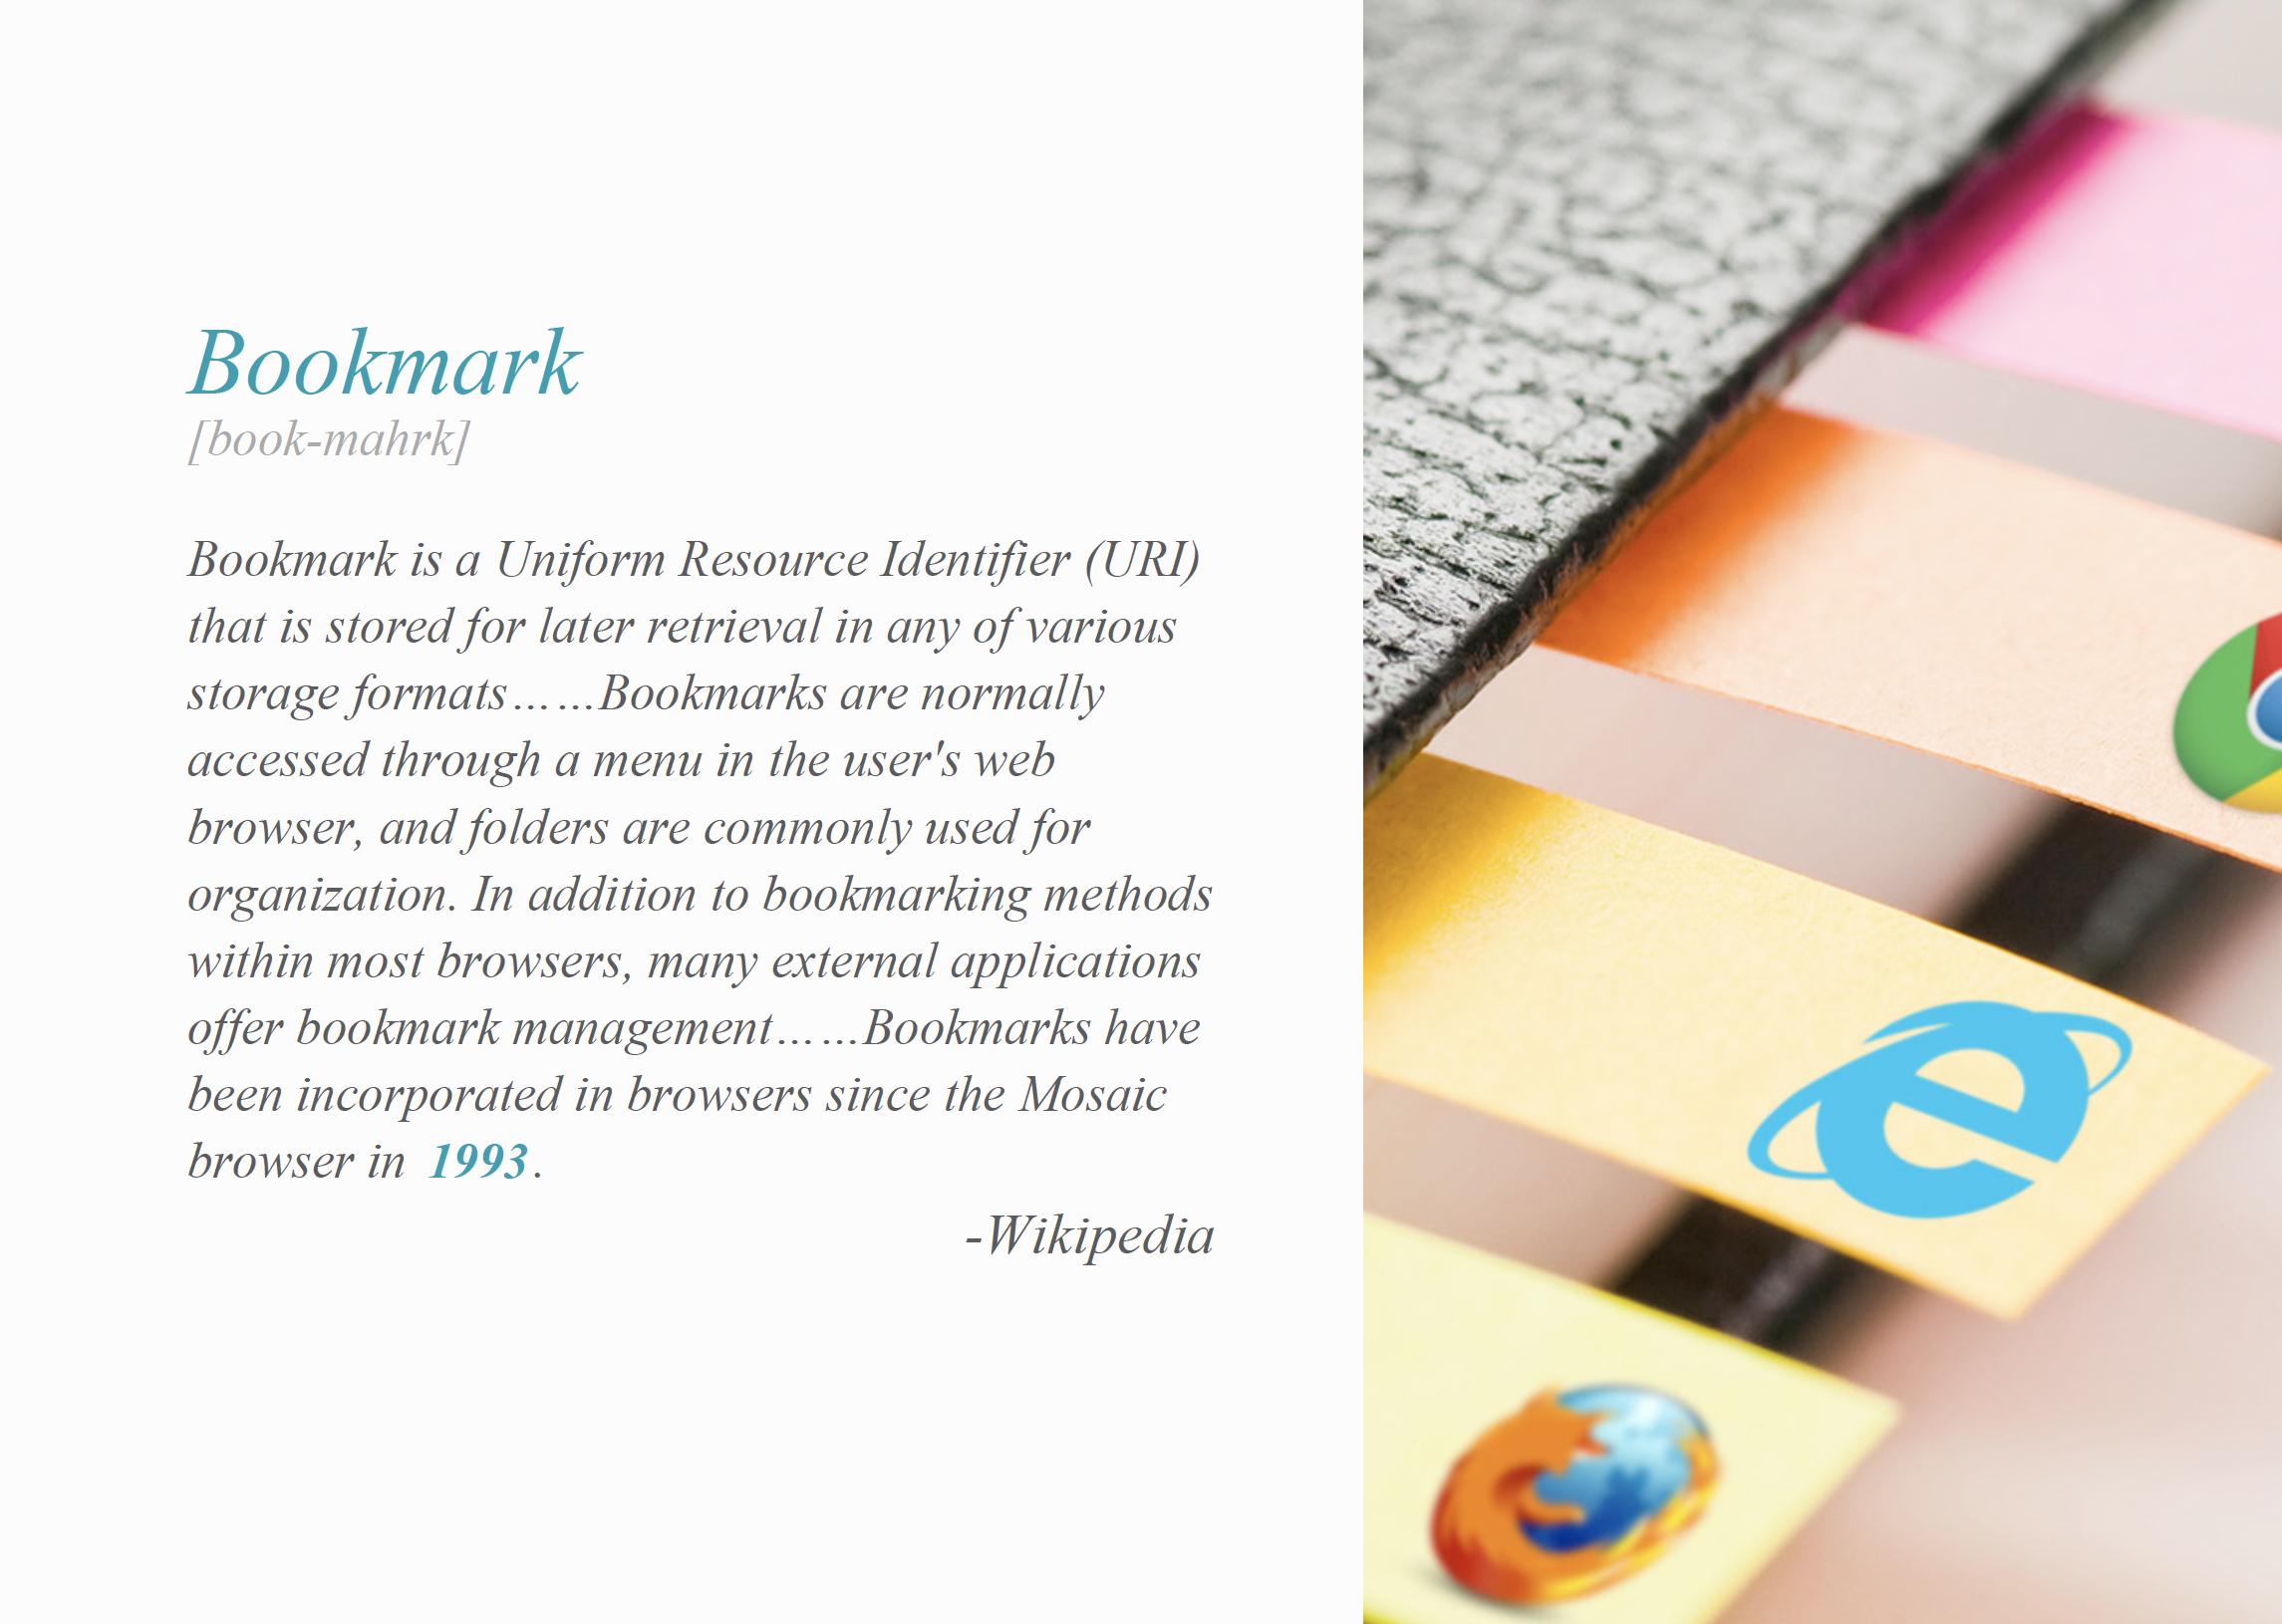 Bookmark
[book-mahrk]
Bookmark is a Uniform Resource Identifier (URI)
that is stored for later retrieval in any of various
storage formats……Bookmarks are normally
accessed through a menu in the user's web
browser, and folders are commonly used for
organization. In addition to bookmarking methods
within most browsers, many external applications
offer bookmark management……Bookmarks have
been incorporated in browsers since the Mosaic
browser in 1993.
-Wikipedia